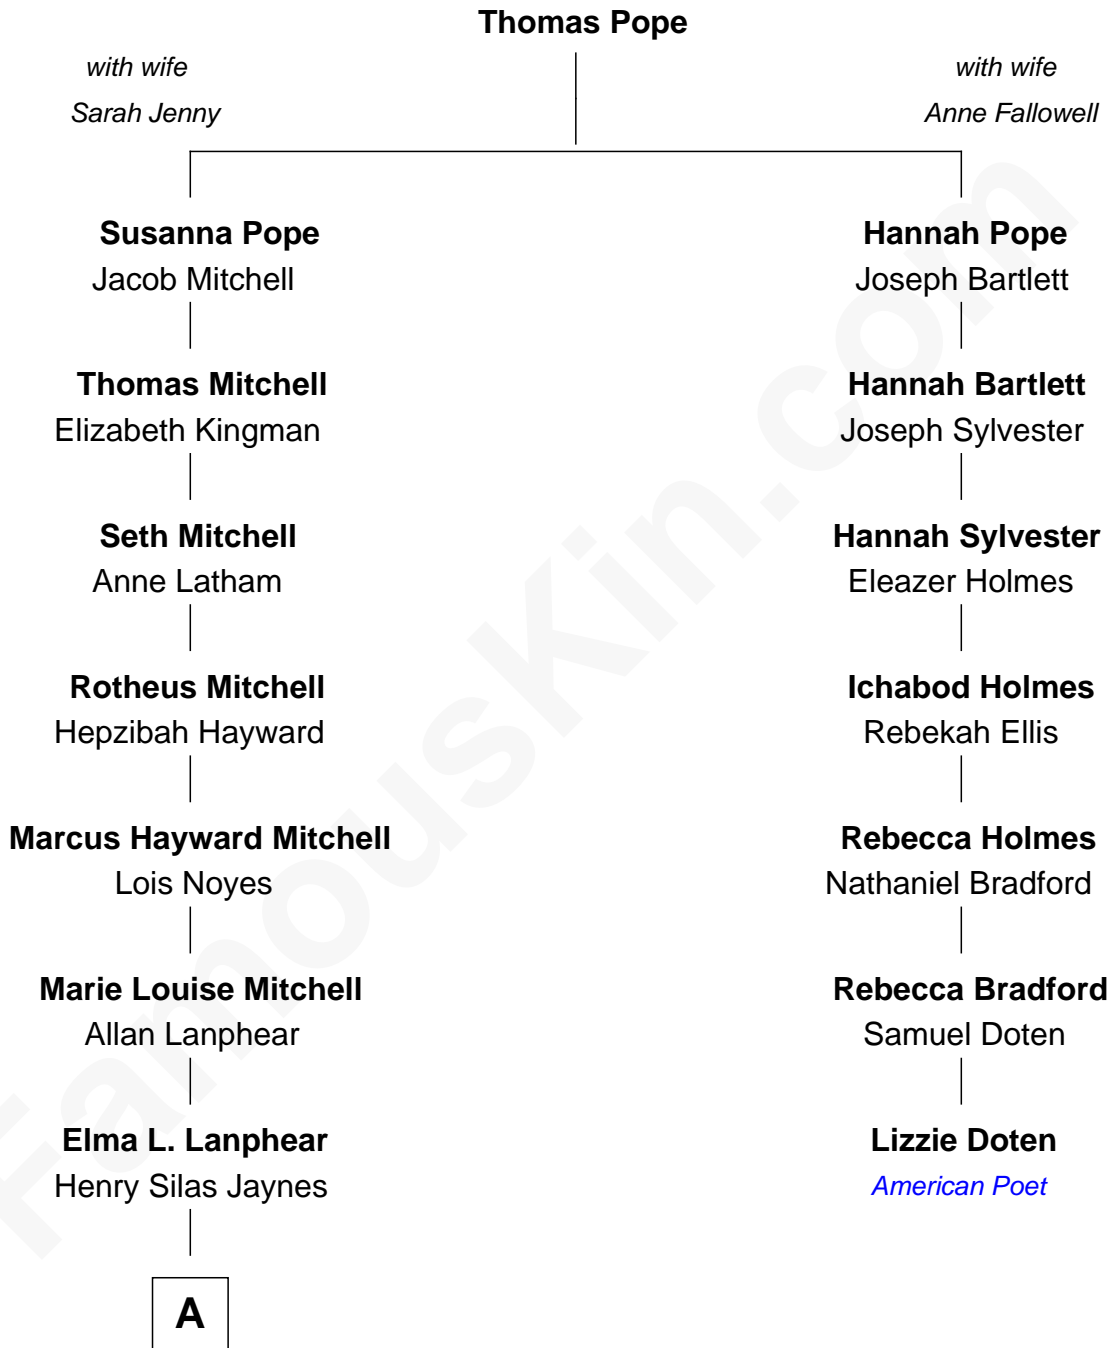 Thomas Pope
with wife
Sarah Jenny
with wife
Anne Fallowell
Susanna Pope
Jacob Mitchell
Hannah Pope
Joseph Bartlett
Thomas Mitchell
Elizabeth Kingman
Hannah Bartlett
Joseph Sylvester
Seth Mitchell
Anne Latham
Hannah Sylvester
Eleazer Holmes
Rotheus Mitchell
Hepzibah Hayward
Ichabod Holmes
Rebekah Ellis
Marcus Hayward Mitchell
Lois Noyes
Rebecca Holmes
Nathaniel Bradford
Marie Louise Mitchell
Allan Lanphear
Rebecca Bradford
Samuel Doten
Elma L. Lanphear
Henry Silas Jaynes
Lizzie Doten
American Poet
A
FamousKin.com